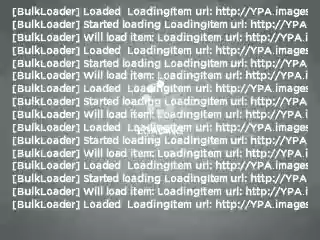 [BulkLoader] Loaded  LoadingItem url: http://YPA.images
[BulkLoader] Started loading LoadingItem url: http://YPA
[BulkLoader] Will load item: LoadingItem url: http://YPA.i
[BulkLoader] Loaded  LoadingItem url: http://YPA.images
[BulkLoader] Started loading LoadingItem url: http://YPA
[BulkLoader] Will load item: LoadingItem url: http://YPA.i
[BulkLoader] Loaded  LoadingItem url: http://YPA.images
[BulkLoader] Started loading LoadingItem url: http://YPA
[BulkLoader] Will load item: LoadingItem url: http://YPA.i
[BulkLoader] Loaded  LoadingItem url: http://YPA.images
LOADING
[BulkLoader] Started loading LoadingItem url: http://YPA
[BulkLoader] Will load item: LoadingItem url: http://YPA.i
[BulkLoader] Loaded  LoadingItem url: http://YPA.images
[BulkLoader] Started loading LoadingItem url: http://YPA
[BulkLoader] Will load item: LoadingItem url: http://YPA.i
[BulkLoader] Loaded  LoadingItem url: http://YPA.images